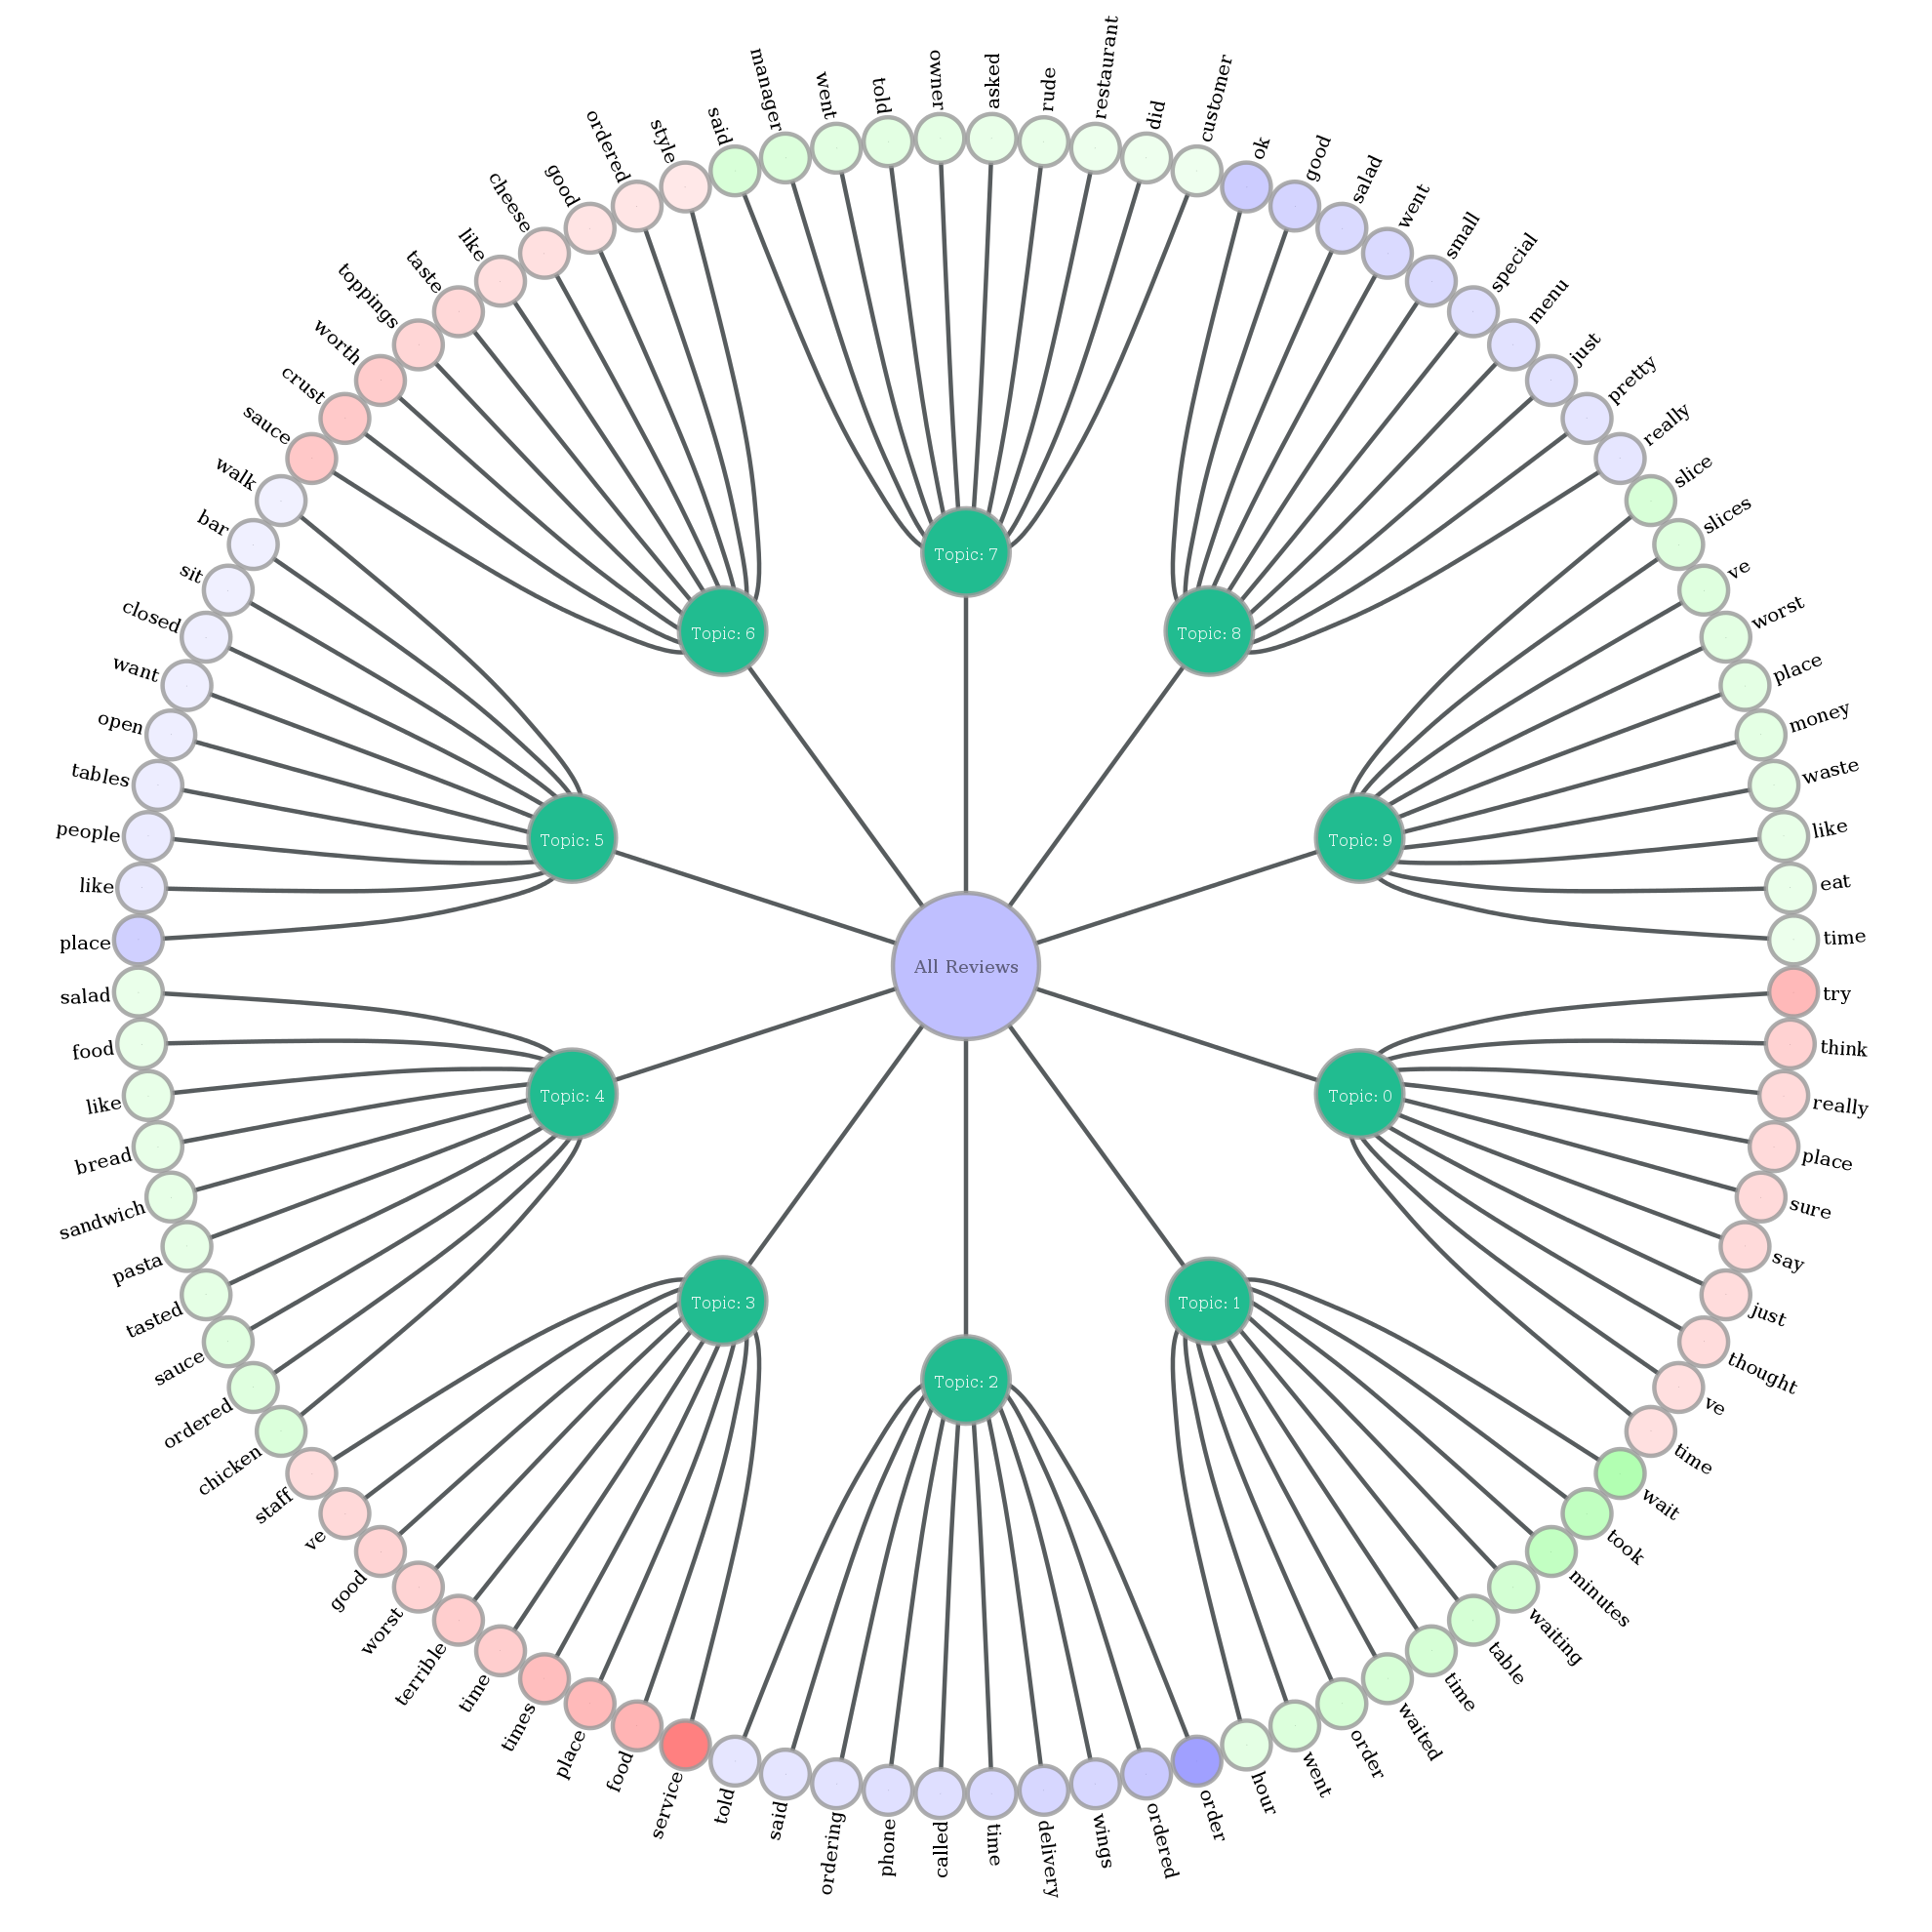 All Reviews
Topic: 0
try
think
really
place
sure
say
just
thought
ve
time
Topic: 1
wait
took
minutes
waiting
table
time
waited
order
went
hour
Topic: 2
order
ordered
wings
delivery
time
called
phone
ordering
said
told
Topic: 3
service
food
place
times
time
terrible
worst
good
ve
staff
Topic: 4
chicken
ordered
sauce
tasted
pasta
sandwich
bread
like
food
salad
Topic: 5
place
like
people
tables
open
want
closed
sit
bar
walk
Topic: 6
sauce
crust
worth
toppings
taste
like
cheese
good
ordered
style
Topic: 7
said
manager
went
told
owner
asked
rude
restaurant
did
customer
Topic: 8
ok
good
salad
went
small
special
menu
just
pretty
really
Topic: 9
slice
slices
ve
worst
place
money
waste
like
eat
time